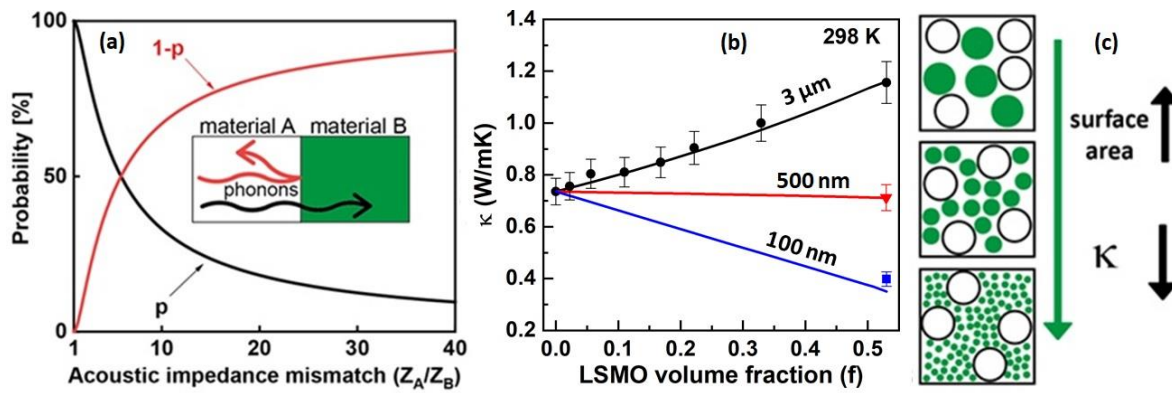 (a)
100
50
0
Probability [%]
1-p
p
material A material B
phonons
1 10 20 30 40
Acoustic impedance mismatch (Z_A/Z_B)
(b)
298 K
1.4
1.2
1.0
0.8
0.6
0.4
0.2
κ (W/mK)
3 μm
500 nm
100 nm
0.0 0.1 0.2 0.3 0.4 0.5
LSMO volume fraction (f)
(c)
surface
area
κ